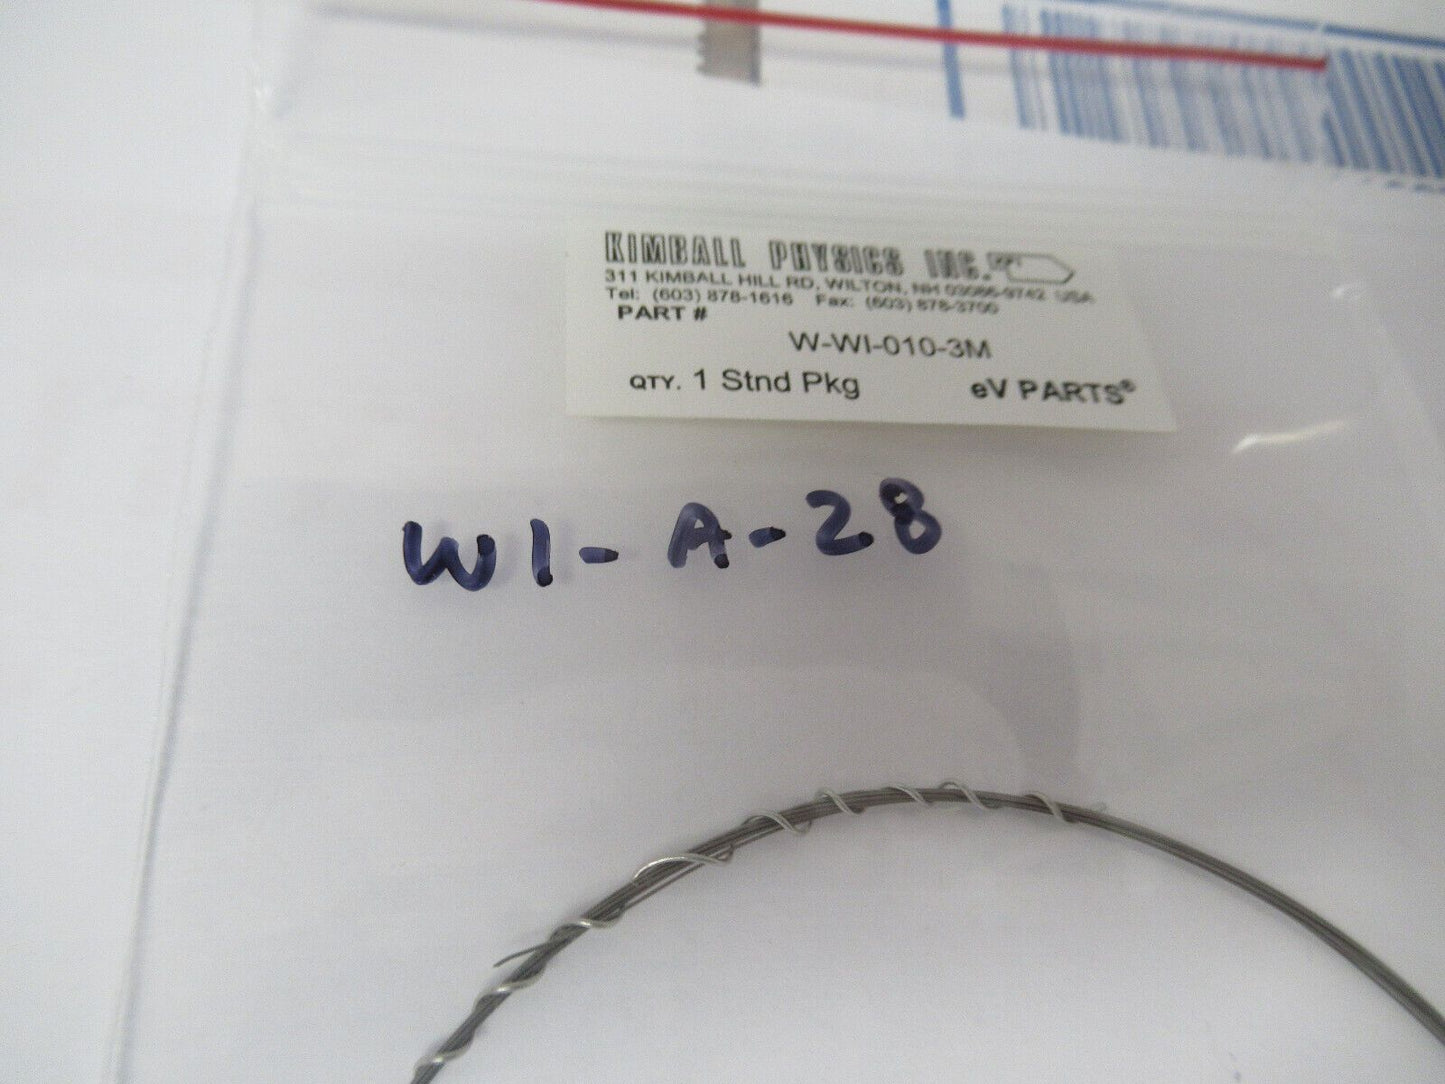 KIMBALL PHYSICS INC.
311 KIMBALL HILL RD, WILTON, NH 03086-9742 USA
Tel: (603) 878-1616 Fax: (603) 878-3700
PART #
W-WI-010-3M
QTY. 1 Stnd Pkg eV PARTS®
WI-A-28